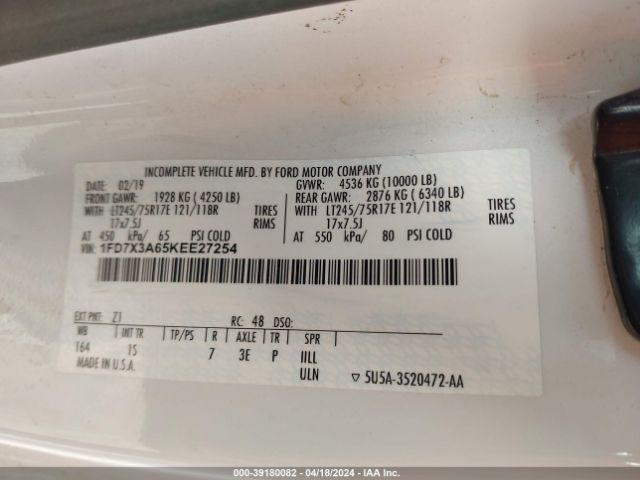 INCOMPLETE VEHICLE MFD. BY FORD MOTOR COMPANY
DATE: 02/19 GVWR: 4536 KG (10000 LB)
FRONT GAWR: 1928 KG ( 4250 LB) REAR GAWR: 2876 KG ( 6340 LB)
WITH LT245/75R17E 121/118R TIRES WITH LT245/75R17E 121/118R TIRES
17x7.5J RIMS 17x7.5J RIMS
AT 450 kPa/ 65 PSI COLD AT 550 kPa/ 80 PSI COLD
VIN: 1FD7X3A65KEE27254
EXT PNT: Z1 RC: 48 DSO:
WB INT TR TP/PS R AXLE TR SPR
164 1S 7 3E P IILL
MADE IN U.S.A. ULN
▽ 5U5A-3520472-AA
000-39180082 - 04/18/2024 - IAA Inc.